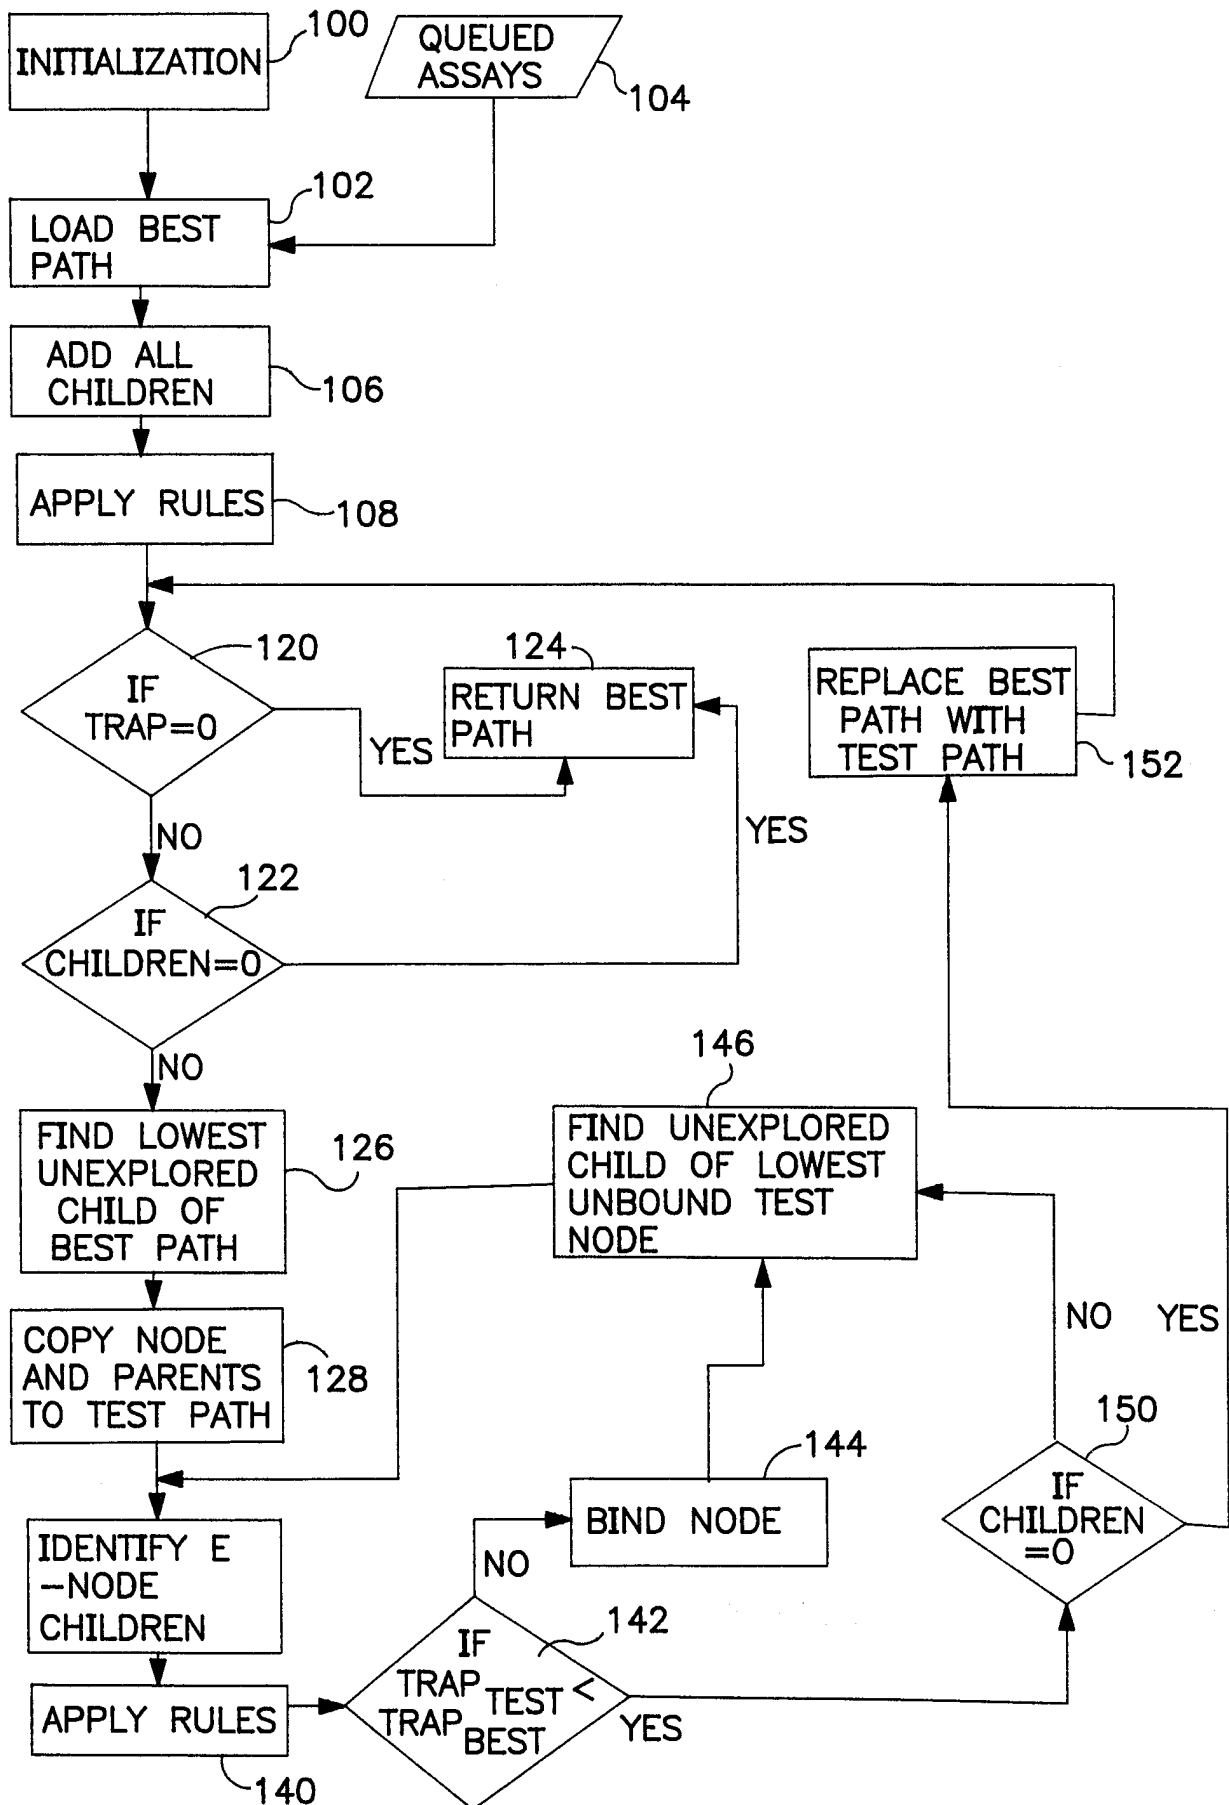 INITIALIZATION
100
QUEUED
ASSAYS
104
102
LOAD BEST
PATH
ADD ALL
CHILDREN
106
APPLY RULES
108
120
IF
TRAP=0
YES
NO
124
RETURN BEST
PATH
REPLACE BEST
PATH WITH
TEST PATH
152
122
IF
CHILDREN=0
YES
NO
FIND LOWEST
UNEXPLORED
CHILD OF
BEST PATH
126
146
FIND UNEXPLORED
CHILD OF LOWEST
UNBOUND TEST
NODE
COPY NODE
AND PARENTS
TO TEST PATH
128
NO
YES
150
IF
CHILDREN
=0
144
BIND NODE
IDENTIFY E
-NODE
CHILDREN
NO
142
IF
TRAP TEST <
TRAP BEST
YES
APPLY RULES
140